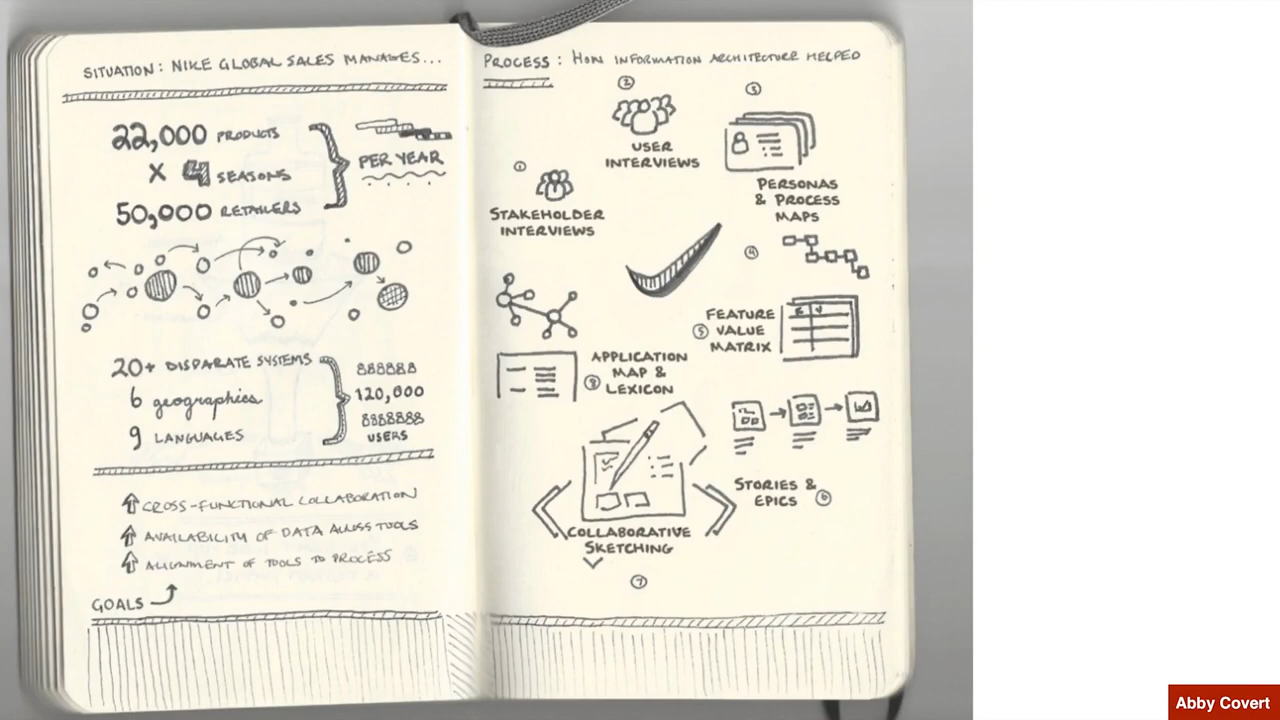 SITUATION: NIKE GLOBAL SALES MANAGES...
22,000 PRODUCTS
X 4 SEASONS
50,000 RETAILERS
PER YEAR
20+ DISPARATE SYSTEMS
6 geographies
9 LANGUAGES
120,000
USERS
CROSS-FUNCTIONAL COLLABORATION
AVAILABILITY OF DATA ACROSS TOOLS
ALIGNMENT OF TOOLS TO PROCESS
GOALS
PROCESS: HOW INFORMATION ARCHITECTURE HELPED
1
STAKEHOLDER
INTERVIEWS
2
USER
INTERVIEWS
3
PERSONAS
& PROCESS
MAPS
4
FEATURE
5 VALUE
MATRIX
STORIES &
EPICS 6
COLLABORATIVE
SKETCHING
7
APPLICATION
MAP &
8 LEXICON
Abby Covert